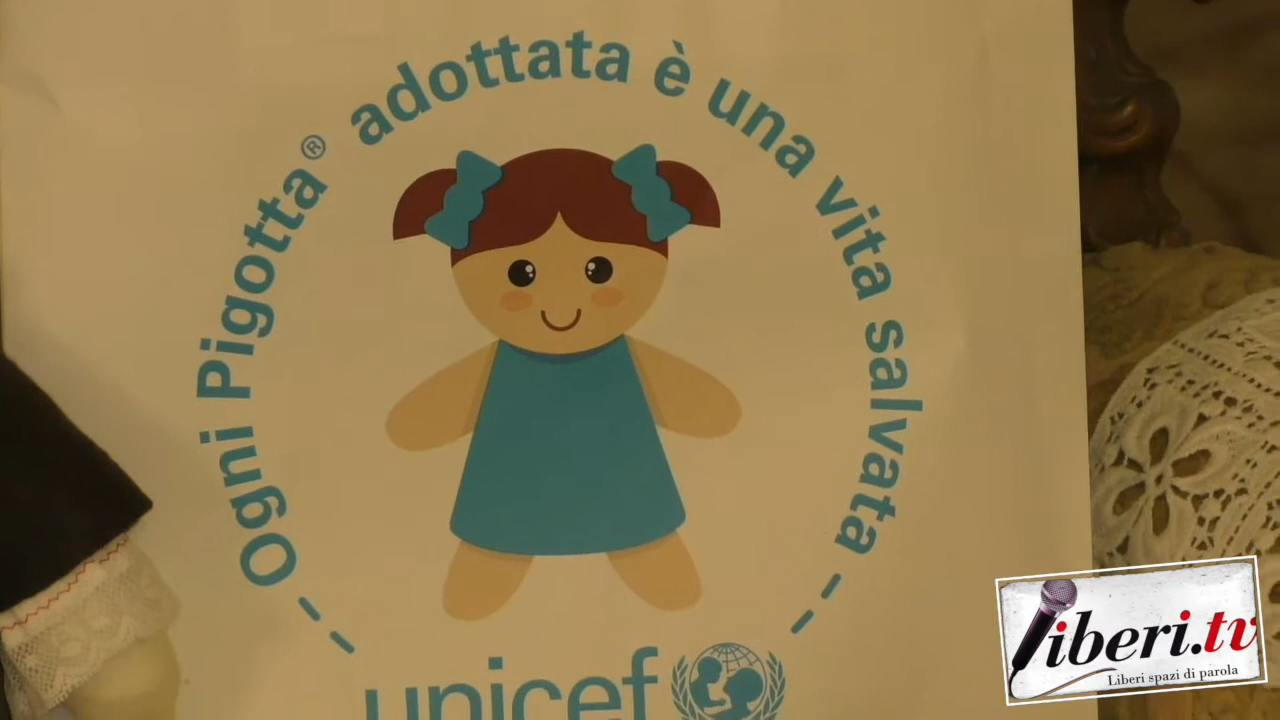 Ogni Pigotta® adottata è una vita salvata
unicef
liberi.tv
Liberi spazi di parola